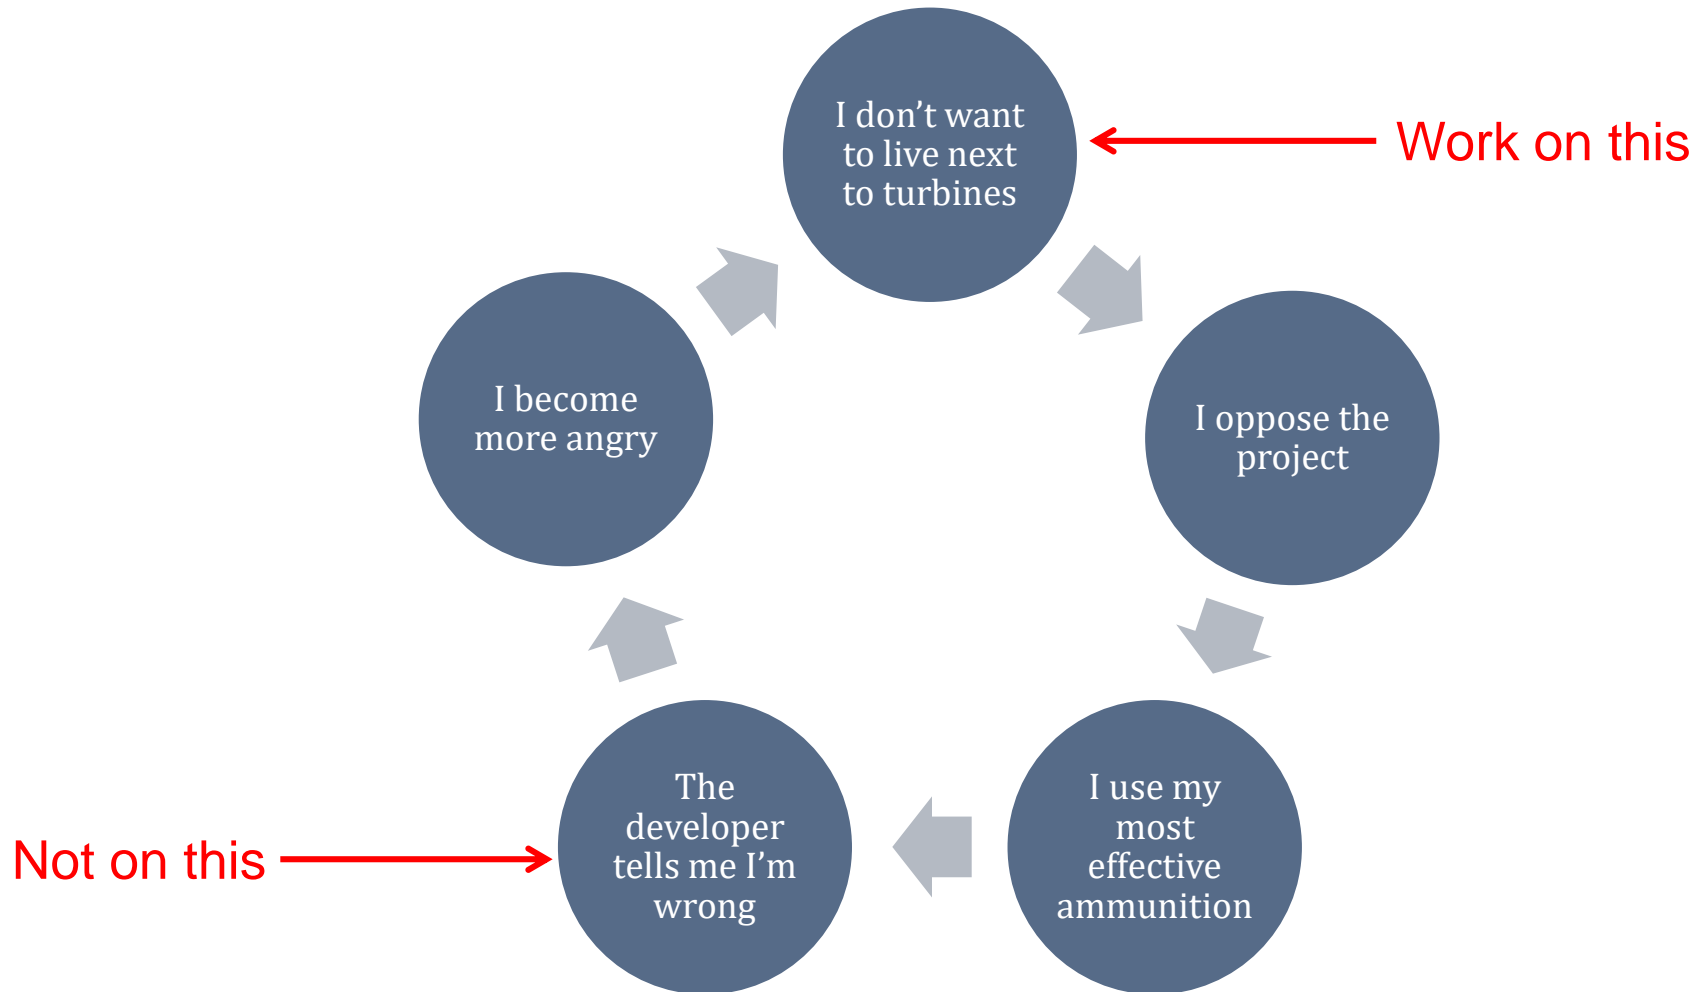 I don’t want
to live next
to turbines
Work on this
I oppose the
project
I use my
most
effective
ammunition
The
developer
tells me I’m
wrong
Not on this
I become
more angry